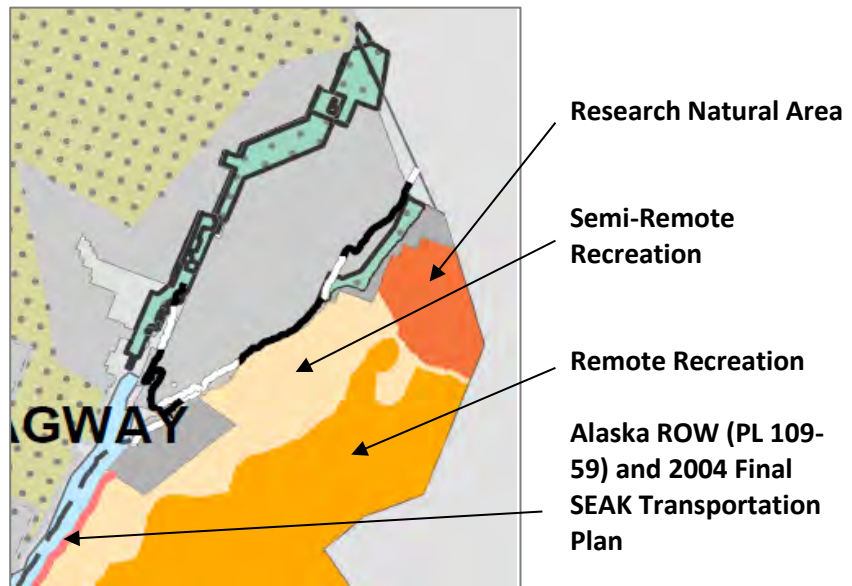 Research Natural Area
Semi-Remote
Recreation
Remote Recreation
AGWAY
Alaska ROW (PL 109-
59) and 2004 Final
SEAK Transportation
Plan